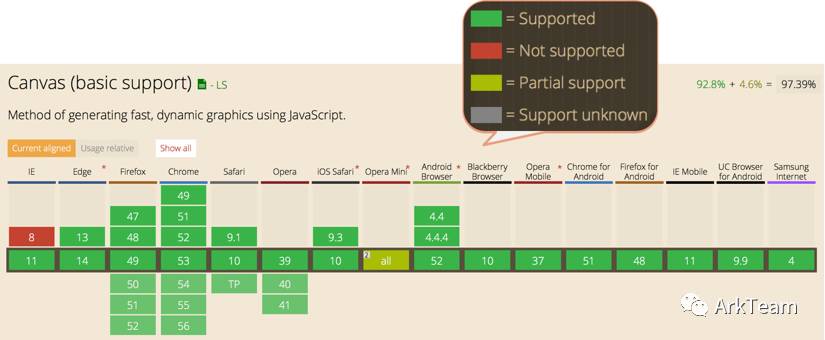 = Supported
= Not supported
= Partial support
= Support unknown
Canvas (basic support) - LS
92.8% + 4.6% = 97.39%
Method of generating fast, dynamic graphics using JavaScript.
Current aligned Usage relative Show all
IE Edge * Firefox Chrome Safari Opera iOS Safari * Opera Mini * Android Browser * Blackberry Browser Opera Mobile * Chrome for Android Firefox for Android IE Mobile UC Browser for Android Samsung Internet
49
47 51 4.4
8 13 48 52 9.1 9.3 4.4.4
11 14 49 53 10 39 10 2 all 52 10 37 51 48 11 9.9 4
50 54 TP 40
51 55 41
52 56
ArkTeam